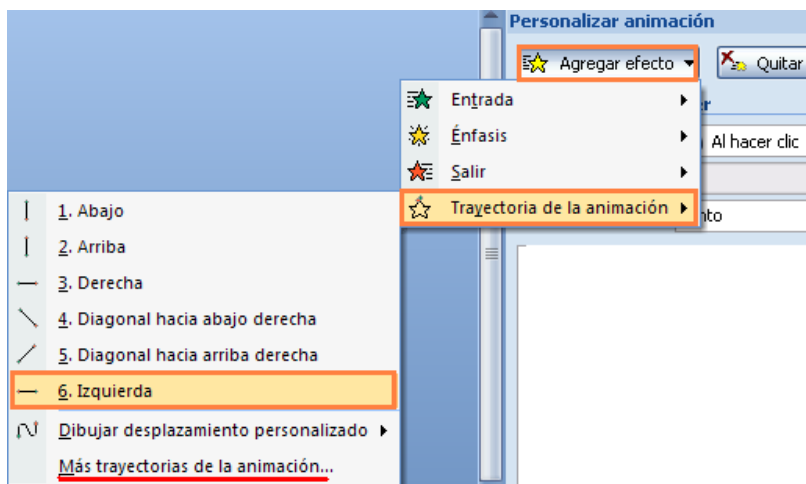 Personalizar animación
Agregar efecto
Quitar
Entrada
Énfasis
Al hacer clic
Salir
Trayectoria de la animación
1. Abajo
2. Arriba
3. Derecha
4. Diagonal hacia abajo derecha
5. Diagonal hacia arriba derecha
6. Izquierda
Dibujar desplazamiento personalizado
Más trayectorias de la animación...